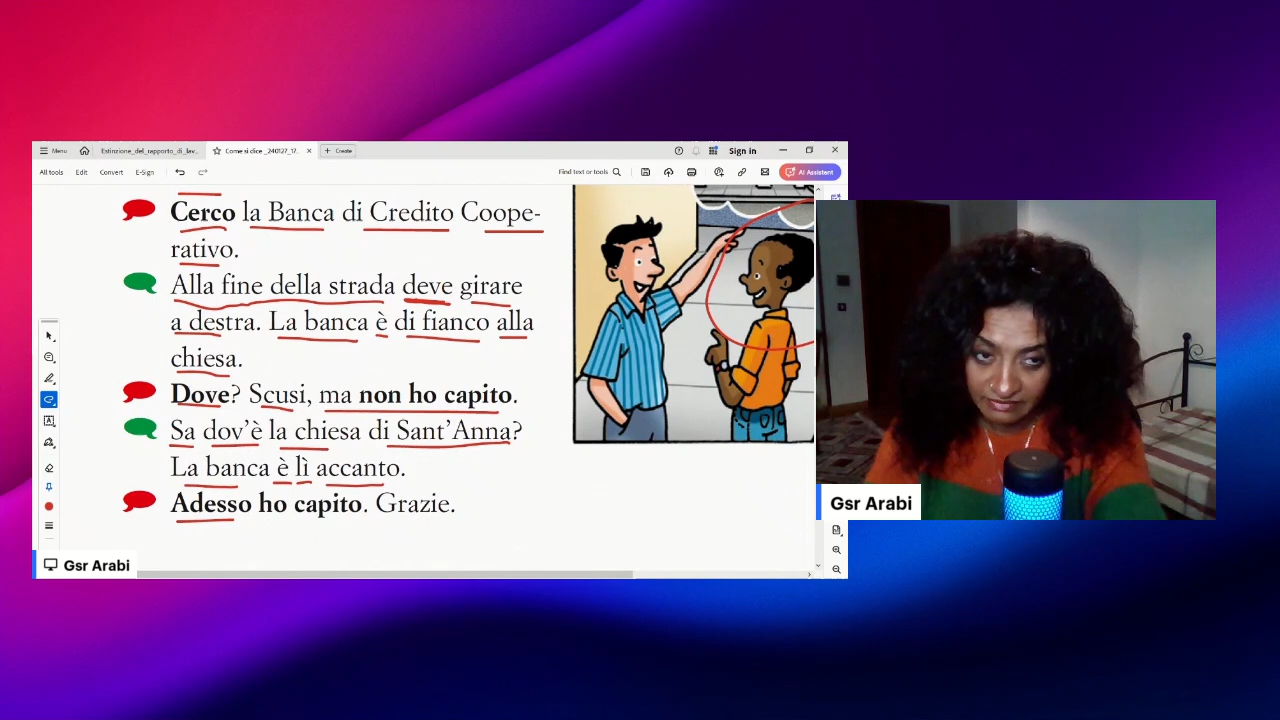 Menu
Estinzione_del_rapporto_di_lav...
Come si dice _240127_17...
Create
Sign in
All tools
Edit
Convert
E-Sign
Find text or tools
AI Assistant
Cerco la Banca di Credito Coope-
rativo.
Alla fine della strada deve girare
a destra. La banca è di fianco alla
chiesa.
Dove? Scusi, ma non ho capito.
Sa dov’è la chiesa di Sant’Anna?
La banca è lì accanto.
Adesso ho capito. Grazie.
Gsr Arabi
Gsr Arabi